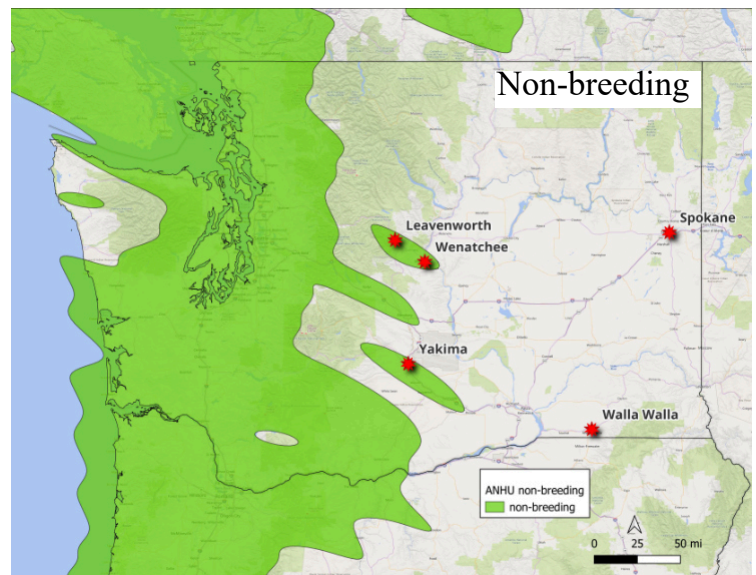 Non-breeding
Leavenworth
Spokane
Wenatchee
Yakima
Walla Walla
ANHU non-breeding
non-breeding
0 25 50 mi